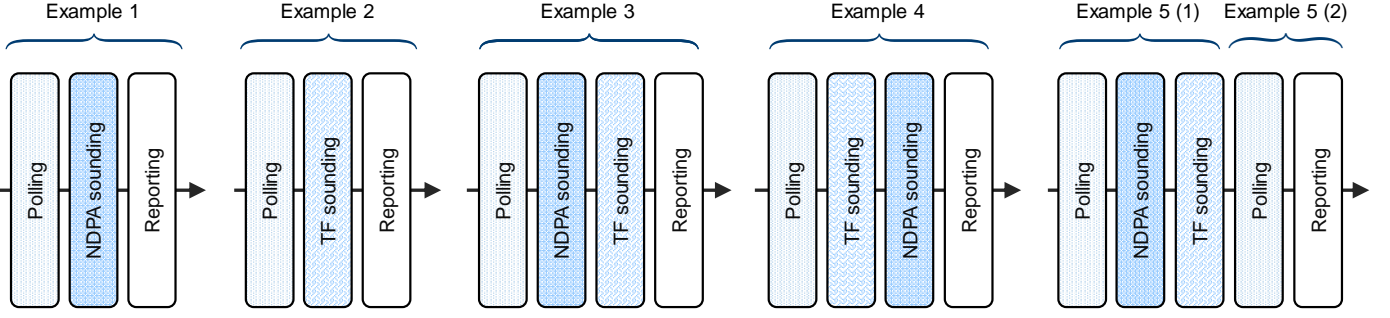 Example 1
Example 2
Example 3
Example 4
Example 5 (1)
Example 5 (2)
Polling
NDPA sounding
Reporting
Polling
TF sounding
Reporting
Polling
NDPA sounding
TF sounding
Reporting
Polling
TF sounding
NDPA sounding
Reporting
Polling
NDPA sounding
TF sounding
Polling
Reporting